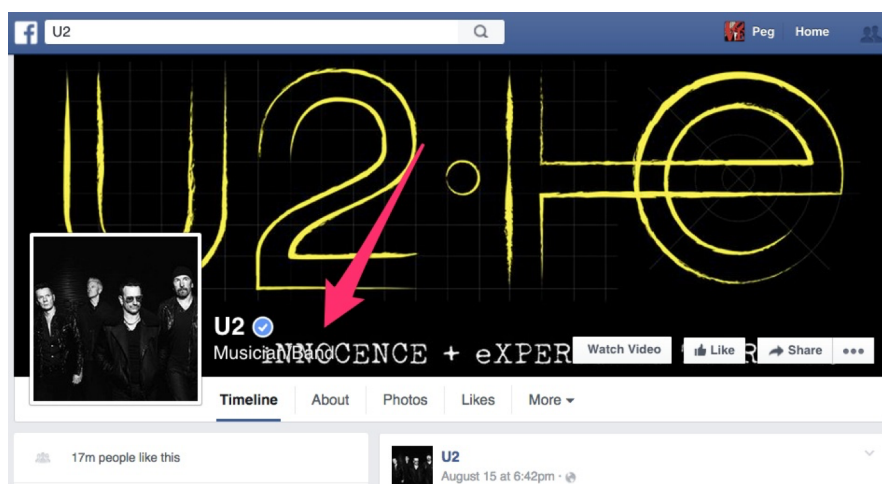 U2
Peg
Home
U2·i+e
U2
Musician/Band
iNNOCENCE + eXPER
Watch Video
Like
Share
Timeline
About
Photos
Likes
More
17m people like this
U2
August 15 at 6:42pm ·